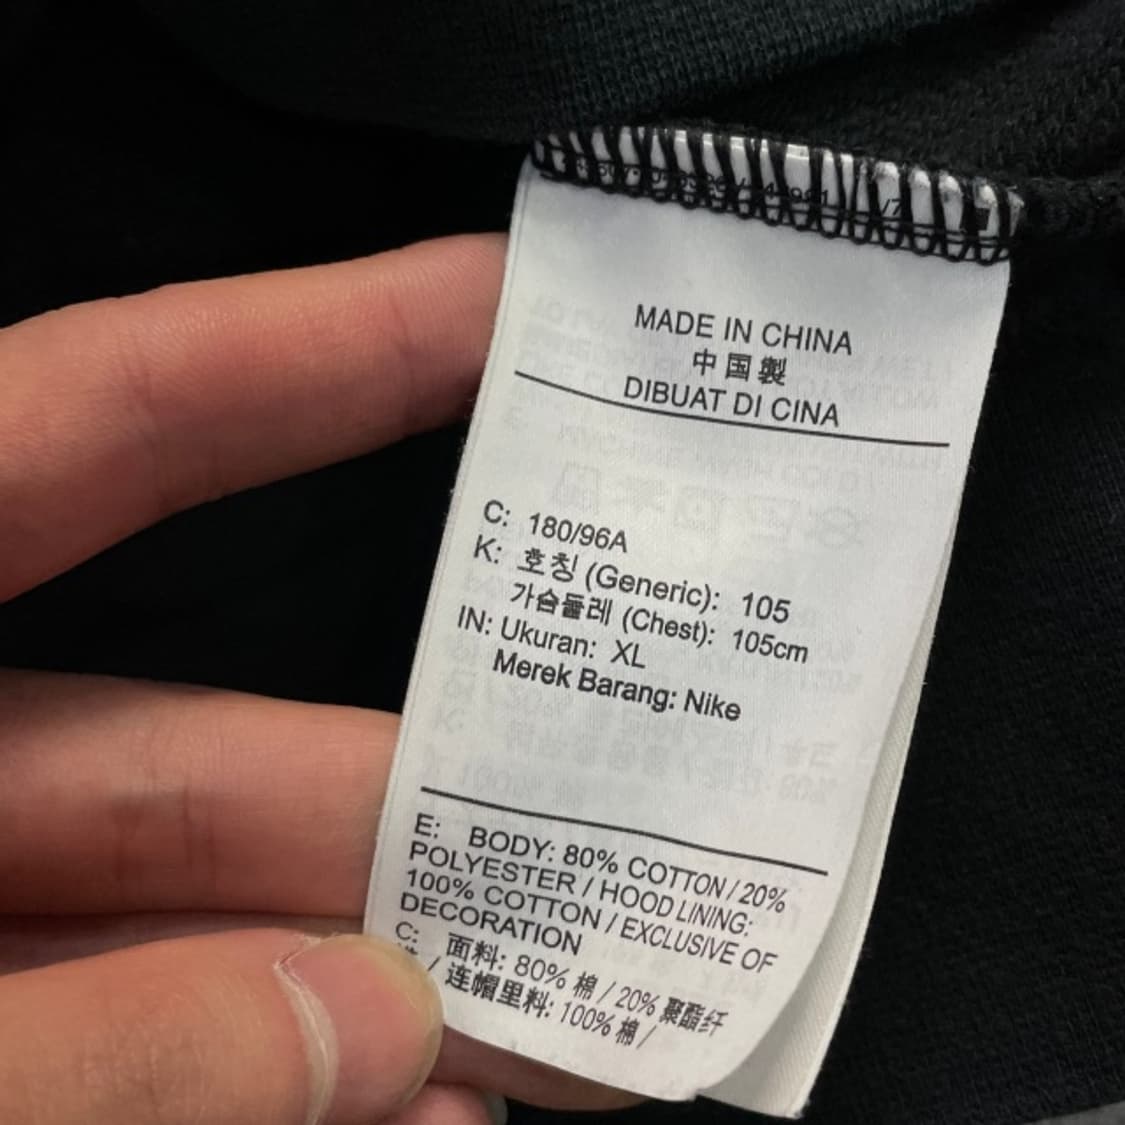 MADE IN CHINA
中国製
DIBUAT DI CINA
C: 180/96A
K: 호칭 (Generic): 105
가슴둘레 (Chest): 105cm
IN: Ukuran: XL
Merek Barang: Nike
E: BODY: 80% COTTON / 20%
POLYESTER / HOOD LINING:
100% COTTON / EXCLUSIVE OF
DECORATION
C: 面料: 80% 棉 / 20% 聚酯纤
/ 连帽里料: 100% 棉 /